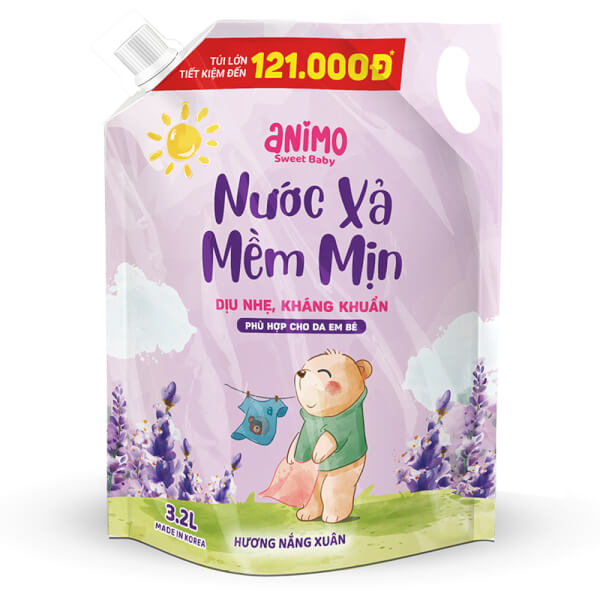 TÚI LỚN
TIẾT KIỆM ĐẾN 121.000Đ*
ANIMO
Sweet Baby
Nước Xả
Mềm Mịn
DỊU NHẸ, KHÁNG KHUẨN
PHÙ HỢP CHO DA EM BÉ
3.2L
MADE IN KOREA
HƯƠNG NẮNG XUÂN